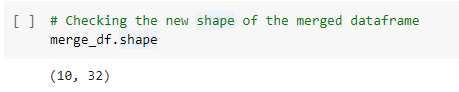 [ ] # Checking the new shape of the merged dataframe
merge_df.shape
(10, 32)